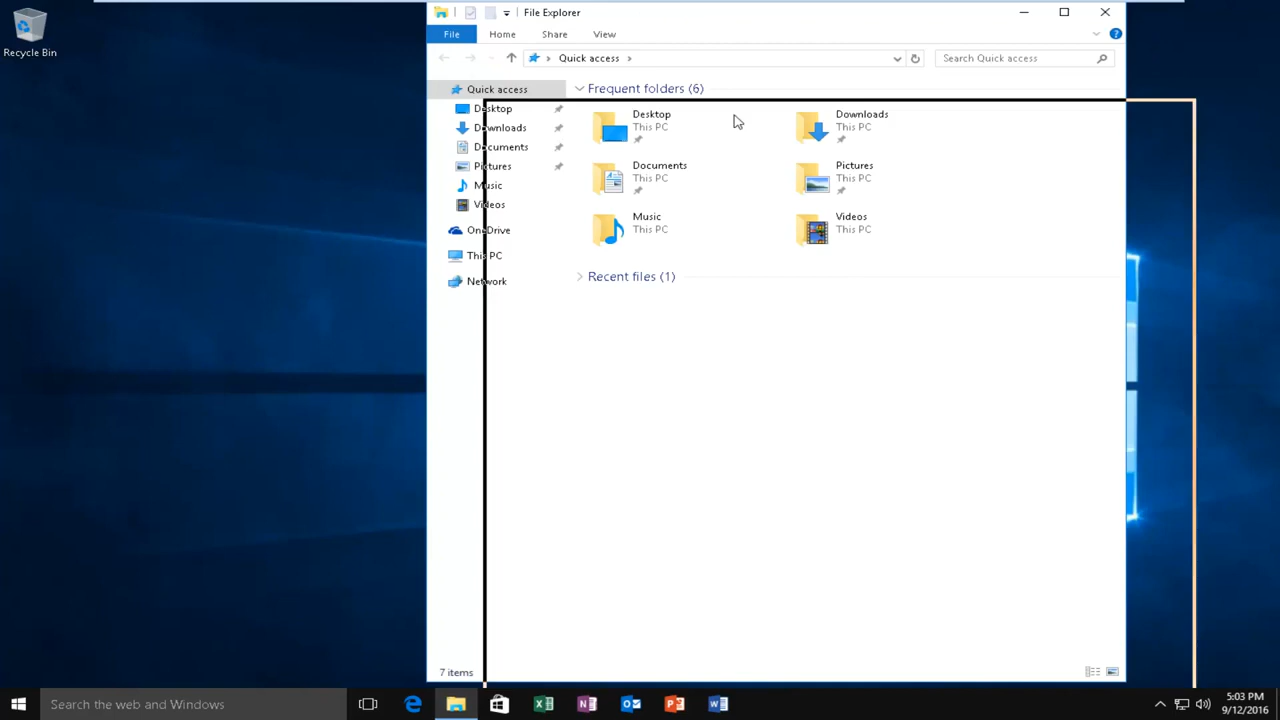 Recycle Bin
File Explorer
File Home Share View
Quick access
Search Quick access
Quick access
Desktop
Downloads
Documents
Pictures
Music
Videos
OneDrive
This PC
Network
Frequent folders (6)
Desktop
This PC
Downloads
This PC
Documents
This PC
Pictures
This PC
Music
This PC
Videos
This PC
Recent files (1)
7 items
Search the web and Windows
5:03 PM
9/12/2016